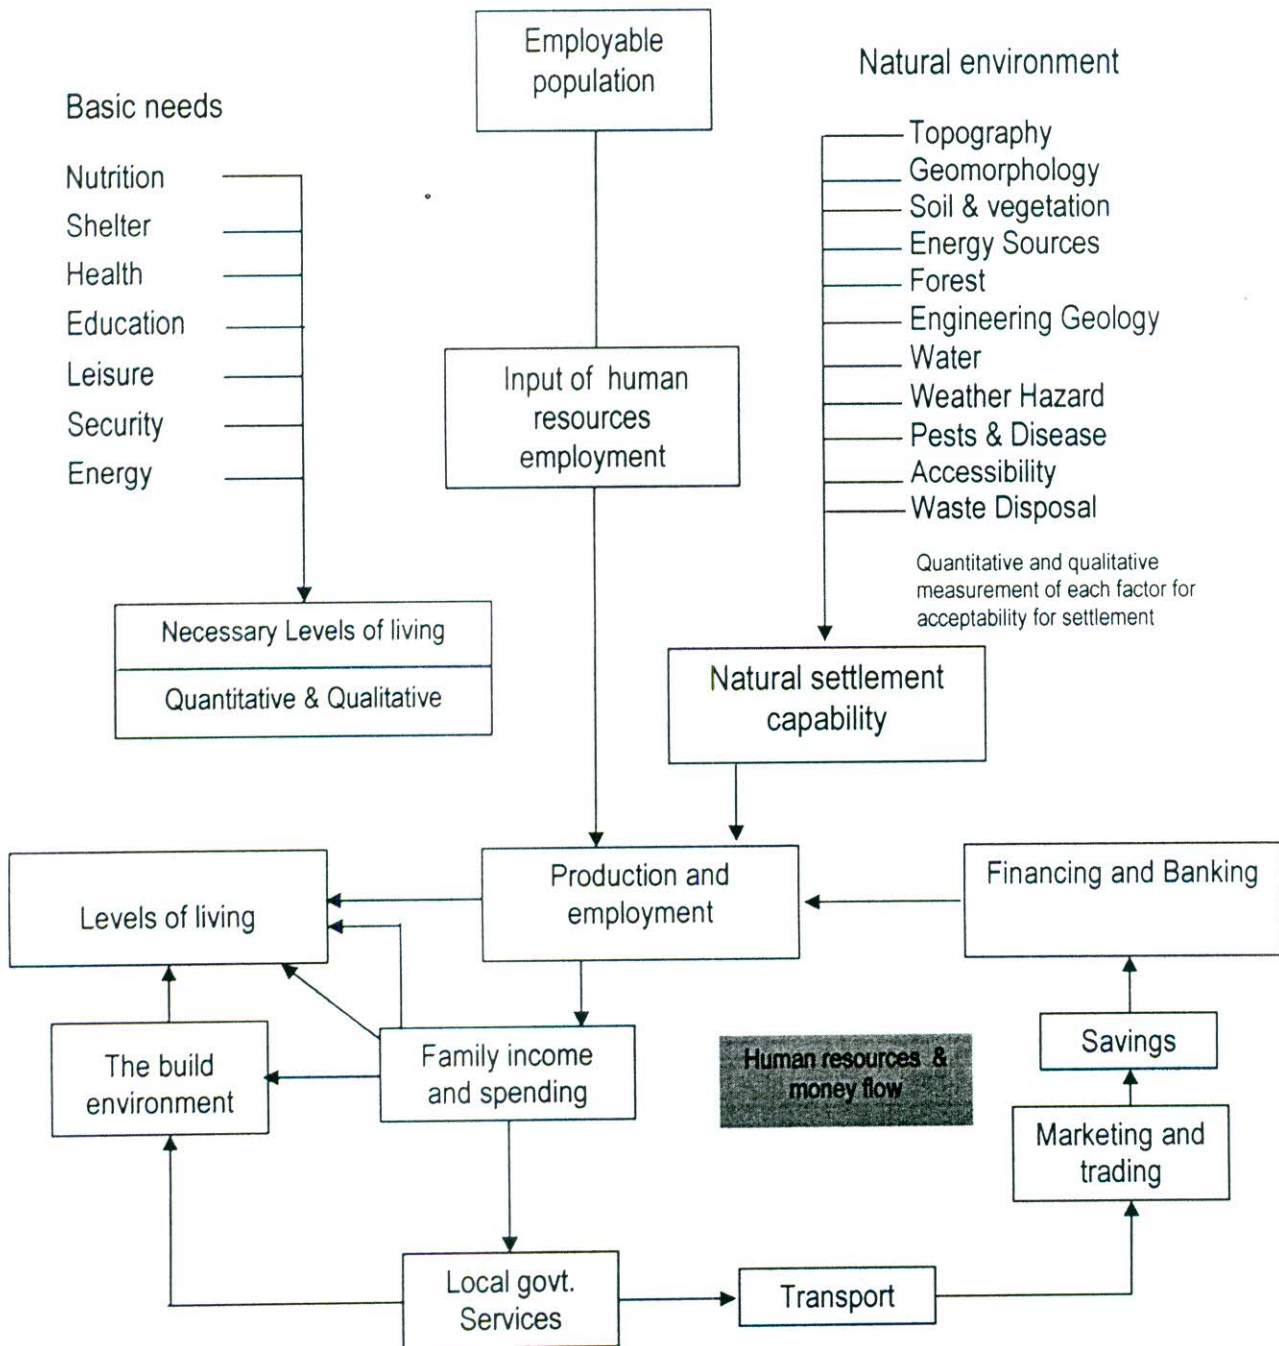 Employable
population
Natural environment
Basic needs
Topography
Geomorphology
Soil & vegetation
Energy Sources
Forest
Engineering Geology
Water
Weather Hazard
Pests & Disease
Accessibility
Waste Disposal
Nutrition
Shelter
Health
Education
Leisure
Security
Energy
Input of human
resources
employment
Quantitative and qualitative
measurement of each factor for
acceptability for settlement
Necessary Levels of living
Quantitative & Qualitative
Natural settlement
capability
Levels of living
Production and
employment
Financing and Banking
The build
environment
Family income
and spending
Human resources &
money flow
Savings
Marketing and
trading
Local govt.
Services
Transport